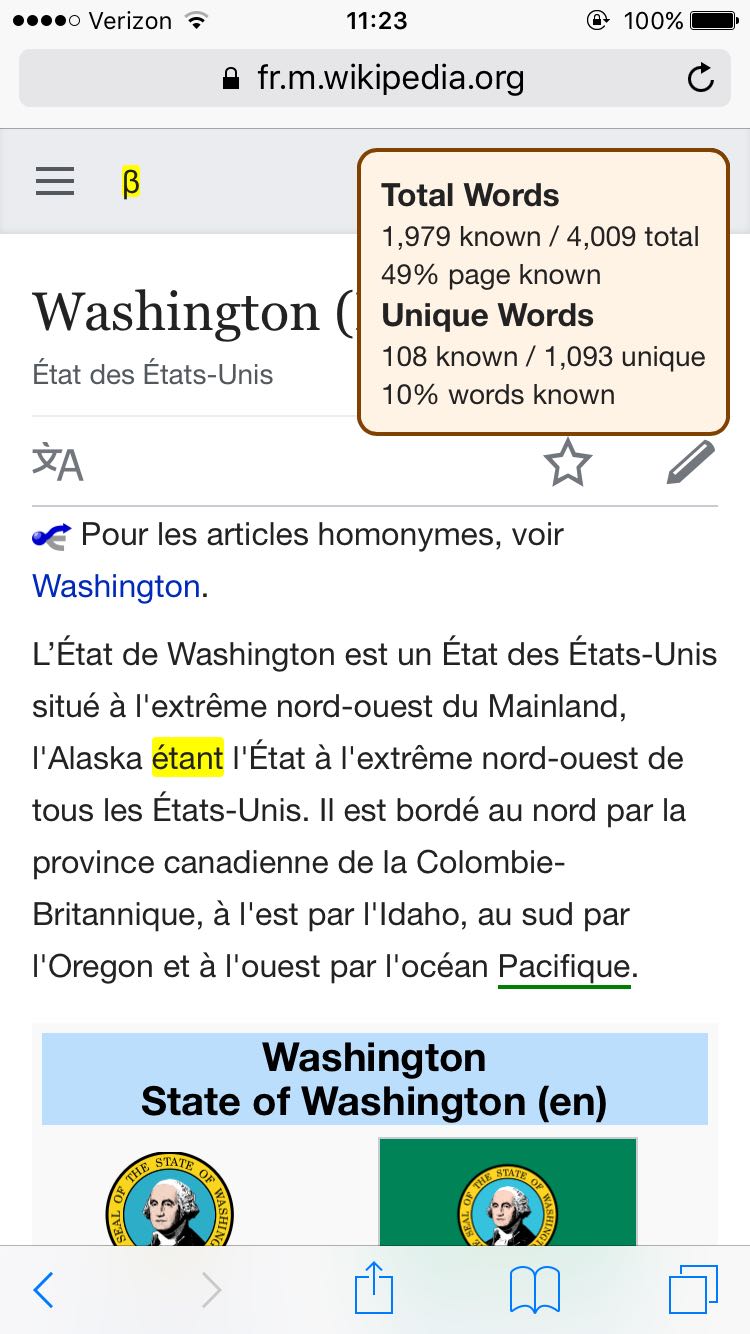 Verizon 11:23 100%
fr.m.wikipedia.org
β
Total Words
1,979 known / 4,009 total
49% page known
Unique Words
108 known / 1,093 unique
10% words known
Washington (
État des États-Unis
文A
Pour les articles homonymes, voir
Washington.
L’État de Washington est un État des États-Unis
situé à l'extrême nord-ouest du Mainland,
l'Alaska étant l'État à l'extrême nord-ouest de
tous les États-Unis. Il est bordé au nord par la
province canadienne de la Colombie-
Britannique, à l'est par l'Idaho, au sud par
l'Oregon et à l'ouest par l'océan Pacifique.
Washington
State of Washington (en)
SEAL OF THE STATE OF WASHING
SEAL OF THE STATE OF WASHING